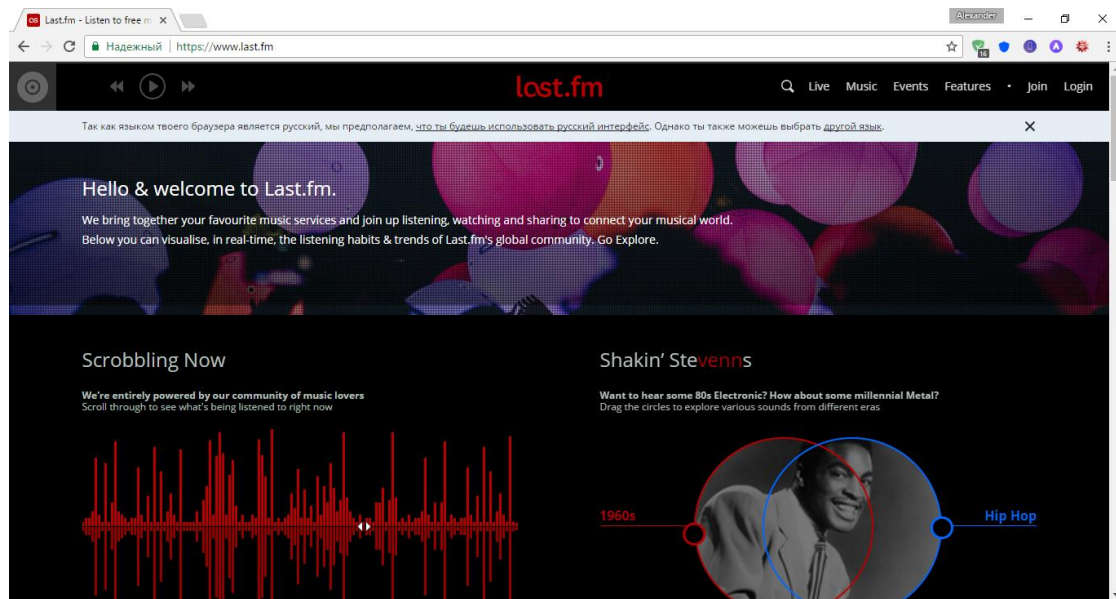 Last.fm - Listen to free m
Alexander
Надежный | https://www.last.fm
16
last.fm
Live Music Events Features • Join Login
Так как языком твоего браузера является русский, мы предполагаем, что ты будешь использовать русский интерфейс. Однако ты также можешь выбрать другой язык.
Hello & welcome to Last.fm.
We bring together your favourite music services and join up listening, watching and sharing to connect your musical world.
Below you can visualise, in real-time, the listening habits & trends of Last.fm's global community. Go Explore.
Scrobbling Now
We're entirely powered by our community of music lovers
Scroll through to see what's being listened to right now
Shakin' Stevenns
Want to hear some 80s Electronic? How about some millennial Metal?
Drag the circles to explore various sounds from different eras
1960s
Hip Hop